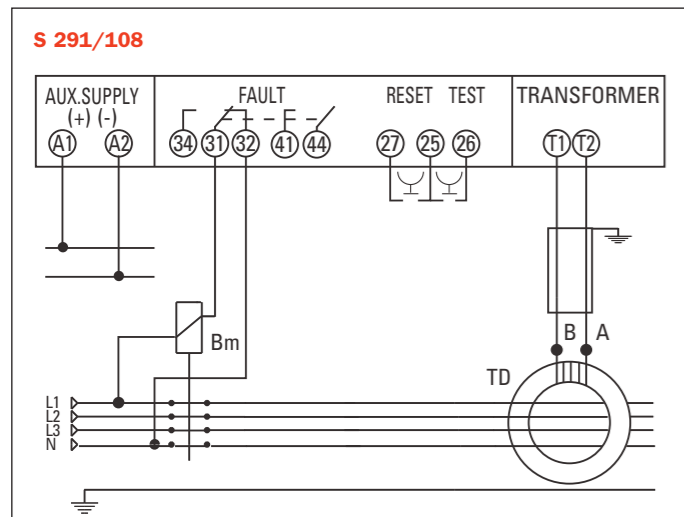 S 291/108
AUX.SUPPLY FAULT RESET TEST TRANSFORMER
(+) (-)
A1 A2 34 31 32 41 44 27 25 26 T1 T2
Bm
B A
TD
L1
L2
L3
N